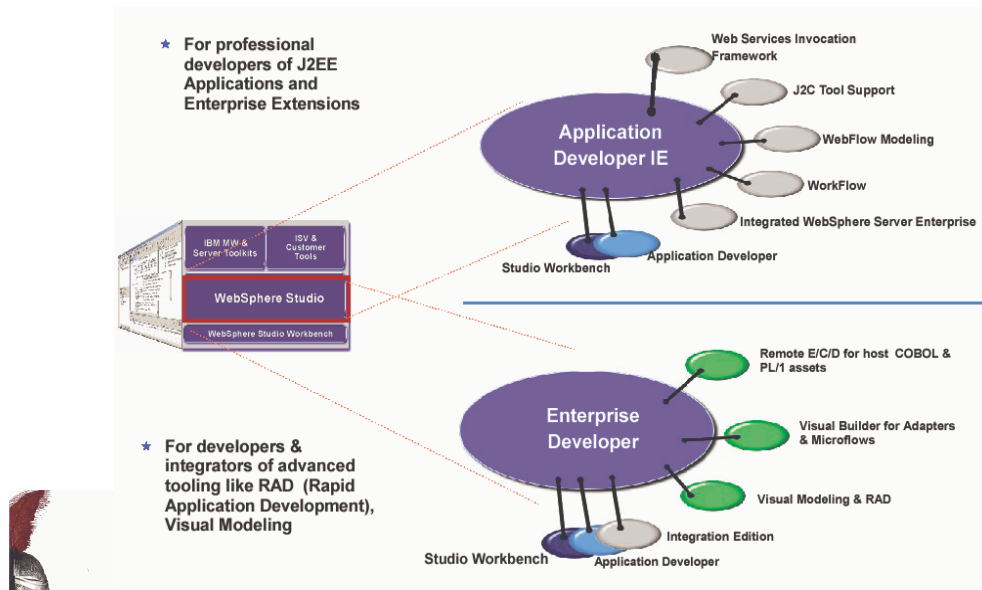 For professional
developers of J2EE
Applications and
Enterprise Extensions
Web Services Invocation
Framework
J2C Tool Support
WebFlow Modeling
WorkFlow
Integrated WebSphere Server Enterprise
Application
Developer IE
Studio Workbench
Application Developer
IBM MW &
Server Toolkits
ISV &
Customer
Tools
WebSphere Studio
WebSphere Studio Workbench
For developers &
integrators of advanced
tooling like RAD (Rapid
Application Development),
Visual Modeling
Enterprise
Developer
Remote E/C/D for host COBOL &
PL/1 assets
Visual Builder for Adapters
& Microflows
Visual Modeling & RAD
Integration Edition
Application Developer
Studio Workbench